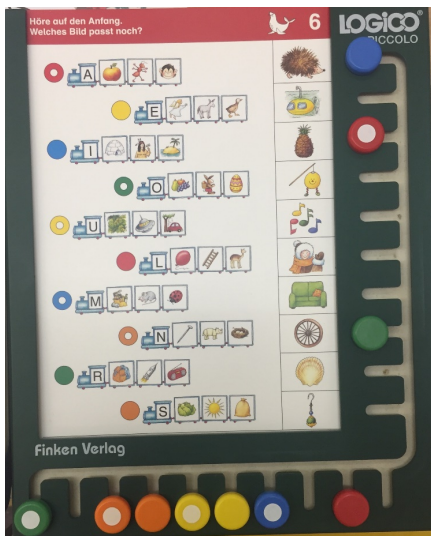 Höre auf den Anfang.
Welches Bild passt noch?
6
LOGICO
PICCOLO
A
E
I
O
U
L
M
N
R
S
Finken Verlag